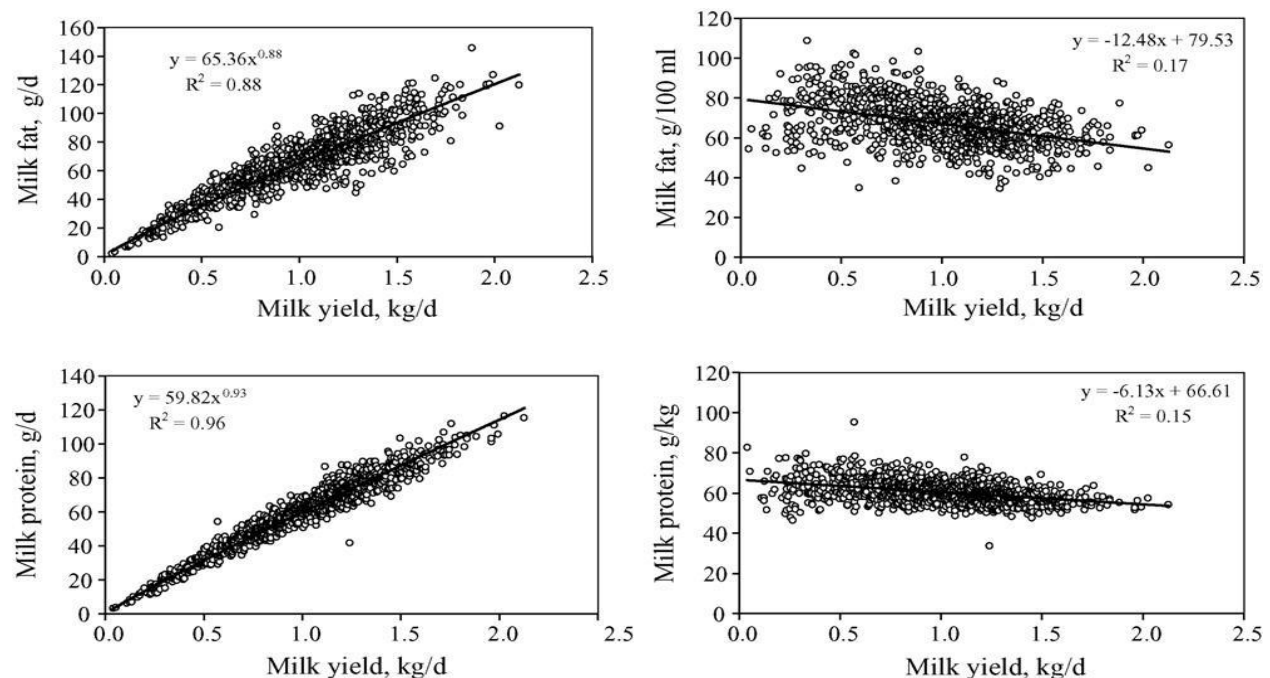 160
140
120
100
80
60
40
20
0
Milk fat, g/d
y = 65.36x^0.88
R² = 0.88
0.0 0.5 1.0 1.5 2.0 2.5
Milk yield, kg/d
120
100
80
60
40
20
0
Milk fat, g/100 ml
y = -12.48x + 79.53
R² = 0.17
0.0 0.5 1.0 1.5 2.0 2.5
Milk yield, kg/d
140
120
100
80
60
40
20
0
Milk protein, g/d
y = 59.82x^0.93
R² = 0.96
0.0 0.5 1.0 1.5 2.0 2.5
Milk yield, kg/d
120
100
80
60
40
20
0
Milk protein, g/kg
y = -6.13x + 66.61
R² = 0.15
0.0 0.5 1.0 1.5 2.0 2.5
Milk yield, kg/d